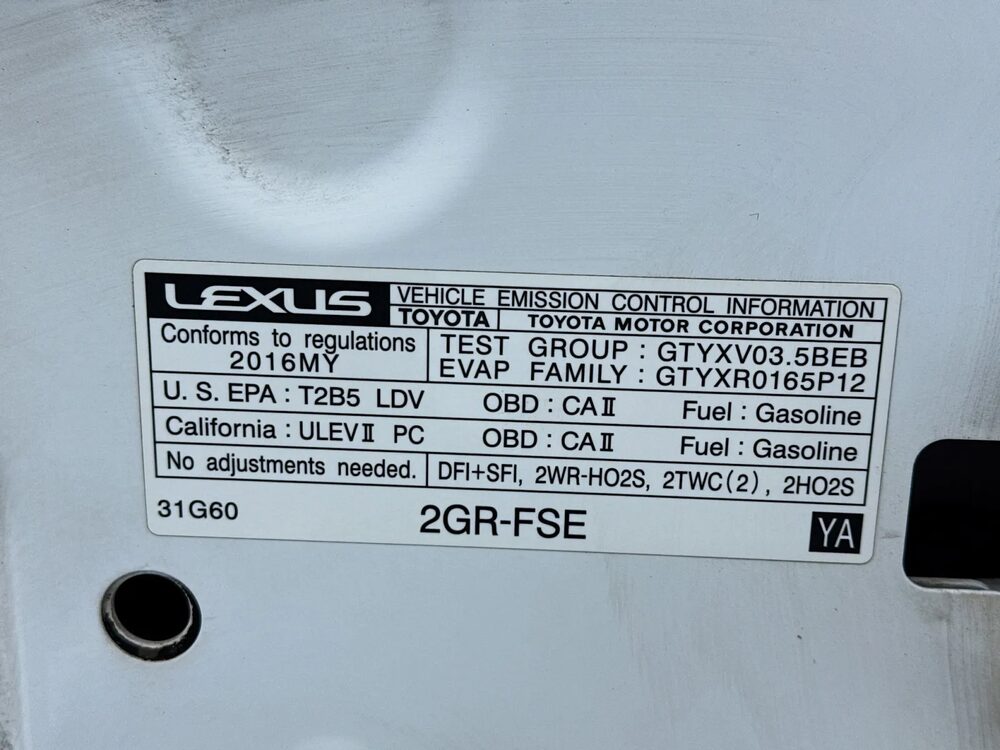 LEXUS VEHICLE EMISSION CONTROL INFORMATION
TOYOTA TOYOTA MOTOR CORPORATION
Conforms to regulations TEST GROUP : GTYXV03.5BEB
2016MY EVAP FAMILY : GTYXR0165P12
U. S. EPA : T2B5 LDV OBD : CAⅡ Fuel : Gasoline
California : ULEVⅡ PC OBD : CAⅡ Fuel : Gasoline
No adjustments needed. DFI+SFI, 2WR-HO2S, 2TWC(2), 2HO2S
31G60 2GR-FSE YA